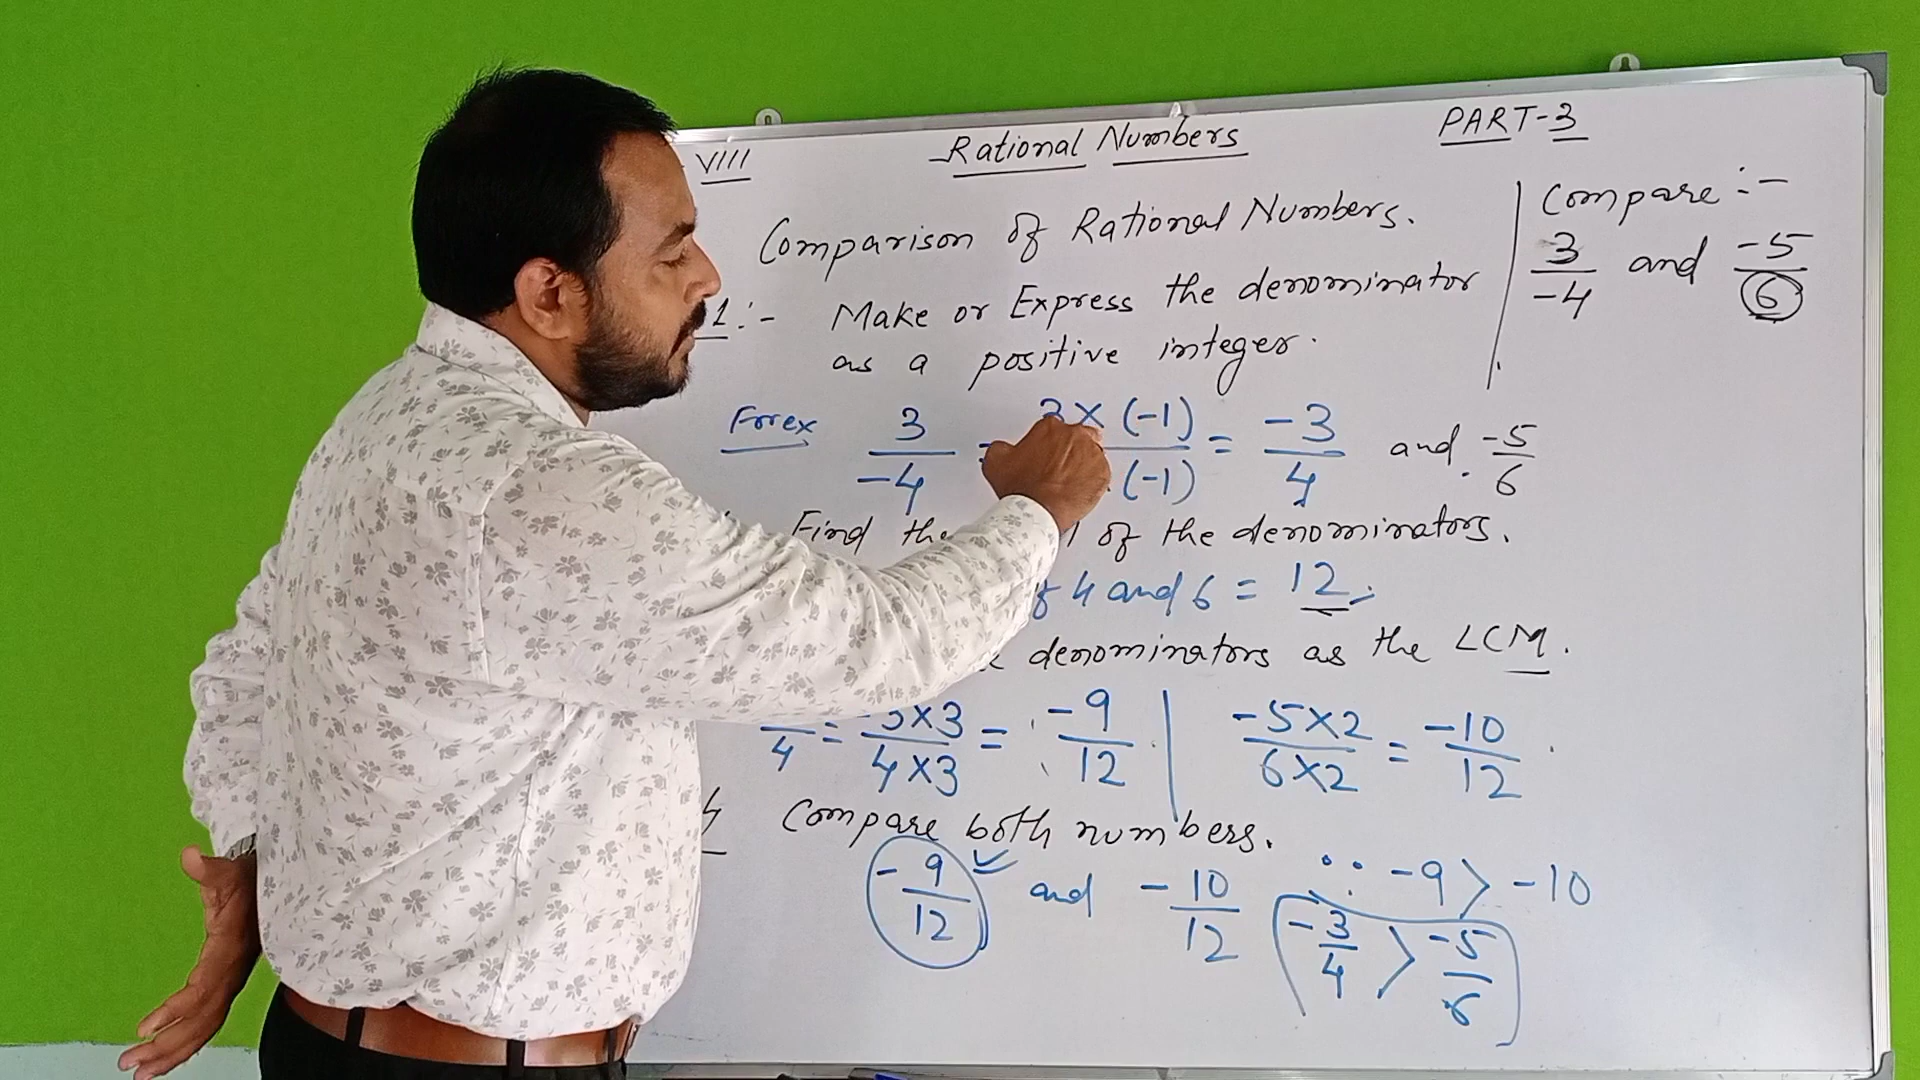 VIII Rational Numbers PART-3
Comparison of Rational Numbers.
1:- Make or Express the denominator
as a positive integer.
Compare :-
3/-4 and -5/6
For ex 3/-4 = 3×(-1)/(-1) = -3/4 and -5/6
Find the of the denominators.
4 and 6 = 12
denominators as the LCM.
/4 = -3×3/4×3 = -9/12 | -5×2/6×2 = -10/12
4 Compare both numbers.
-9/12 and -10/12 ∵ -9 > -10
-3/4 > -5/6